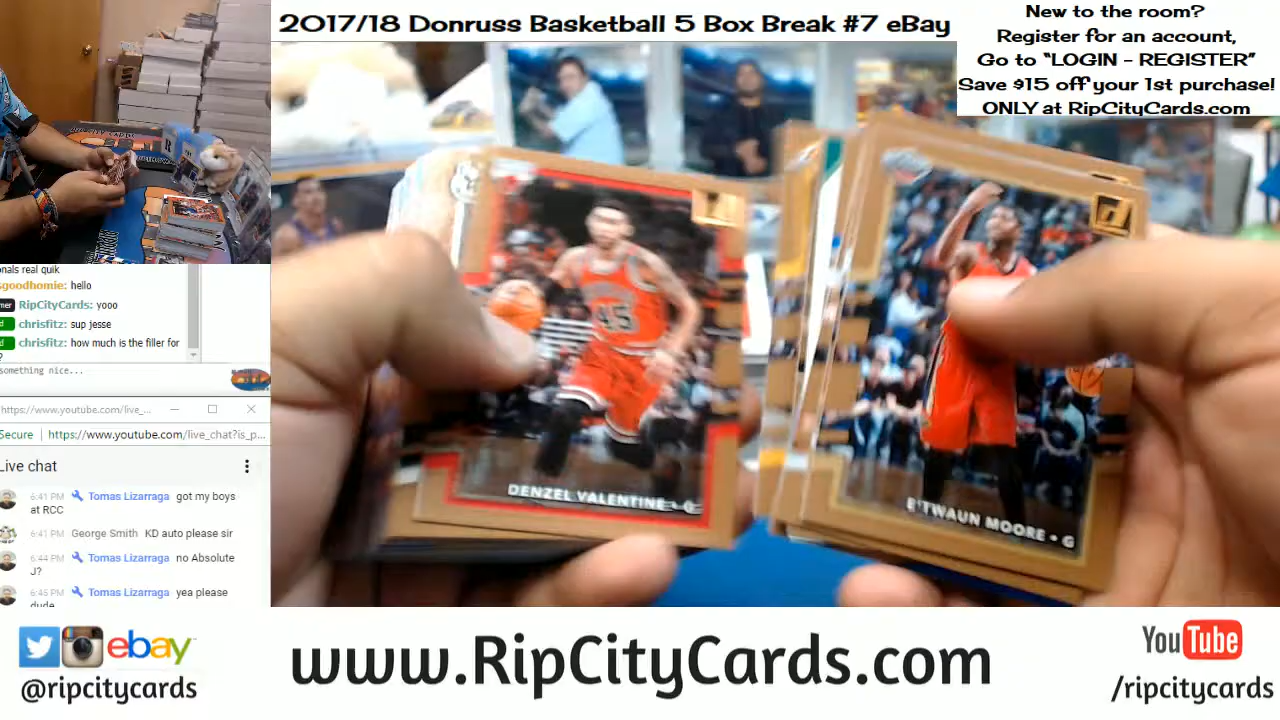 2017/18 Donruss Basketball 5 Box Break #7 eBay
New to the room?
Register for an account,
Go to "LOGIN - REGISTER"
Save $15 off your 1st purchase!
ONLY at RipCityCards.com
onals real quik
sgoodhomie: hello
RipCityCards: yooo
chrisfitz: sup jesse
chrisfitz: how much is the filler for
?
something nice...
https://www.youtube.com/live_...
Secure | https://www.youtube.com/live_chat?is_p...
Live chat
6:41 PM Tomas Lizarraga got my boys
at RCC
6:41 PM George Smith KD auto please sir
6:44 PM Tomas Lizarraga no Absolute
J?
6:45 PM Tomas Lizarraga yea please
dude
45
DENZEL VALENTINE • G
d
E'TWAUN MOORE • G
ebay
@ripcitycards
www.RipCityCards.com
YouTube
/ripcitycards